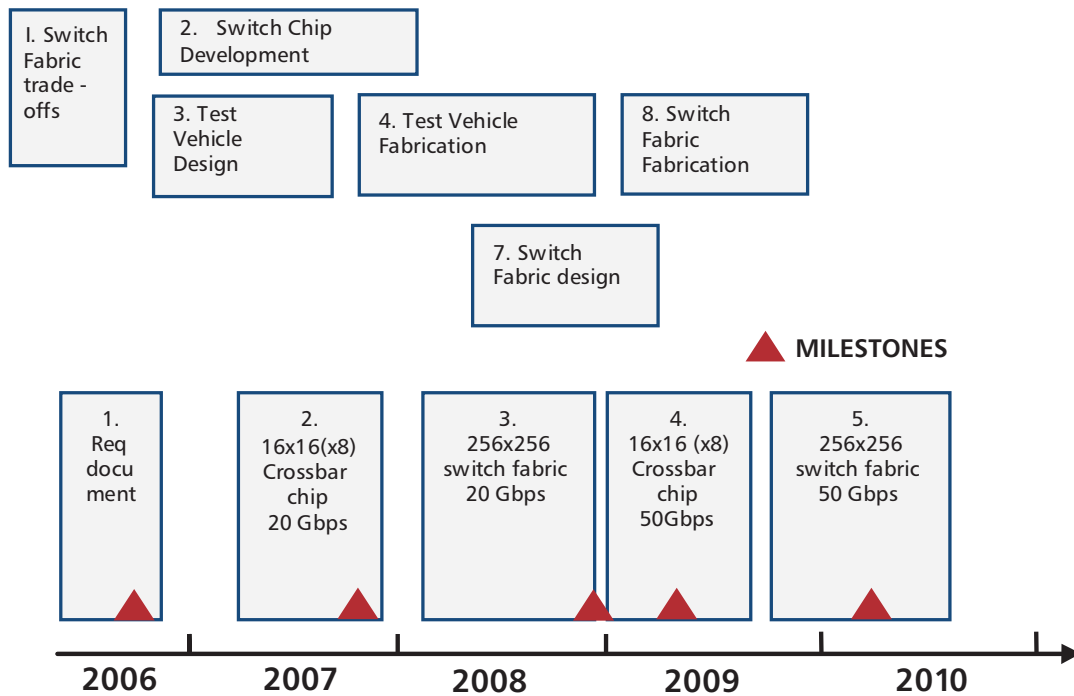 I. Switch
Fabric
trade -
offs
2. Switch Chip
Development
3. Test
Vehicle
Design
4. Test Vehicle
Fabrication
8. Switch
Fabric
Fabrication
7. Switch
Fabric design
MILESTONES
1.
Req
docu
ment
2.
16x16(x8)
Crossbar
chip
20 Gbps
3.
256x256
switch fabric
20 Gbps
4.
16x16 (x8)
Crossbar
chip
50Gbps
5.
256x256
switch fabric
50 Gbps
2006 2007 2008 2009 2010